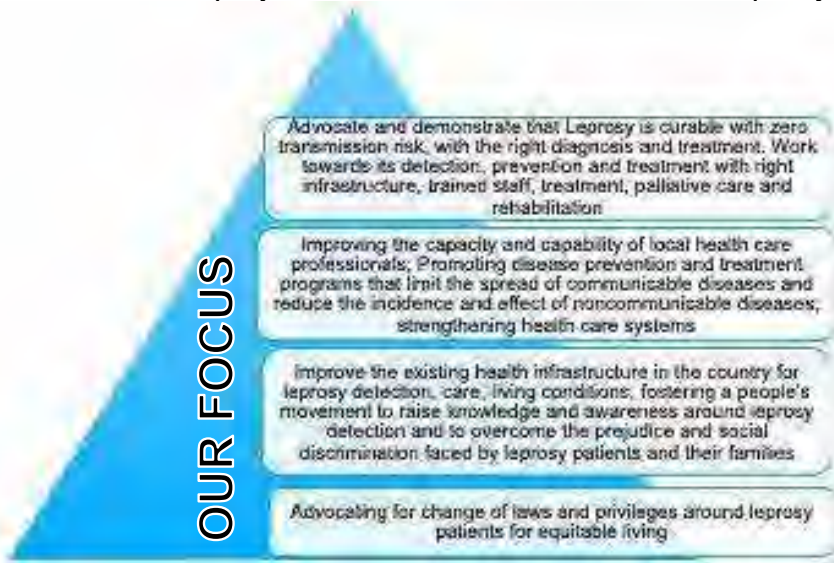 OUR FOCUS
Advocate and demonstrate that Leprosy is curable with zero
transmission risk, with the right diagnosis and treatment. Work
towards its detection, prevention and treatment with right
infrastructure, trained staff, treatment, palliative care and
rehabilitation
Improving the capacity and capability of local health care
professionals; Promoting disease prevention and treatment
programs that limit the spread of communicable diseases and
reduce the incidence and effect of noncommunicable diseases,
strengthening health care systems
Improve the existing health infrastructure in the country for
leprosy detection, care, living conditions, fostering a people's
movement to raise knowledge and awareness around leprosy
detection and to overcome the prejudice and social
discrimination faced by leprosy patients and their families
Advocating for change of laws and privileges around leprosy
patients for equitable living